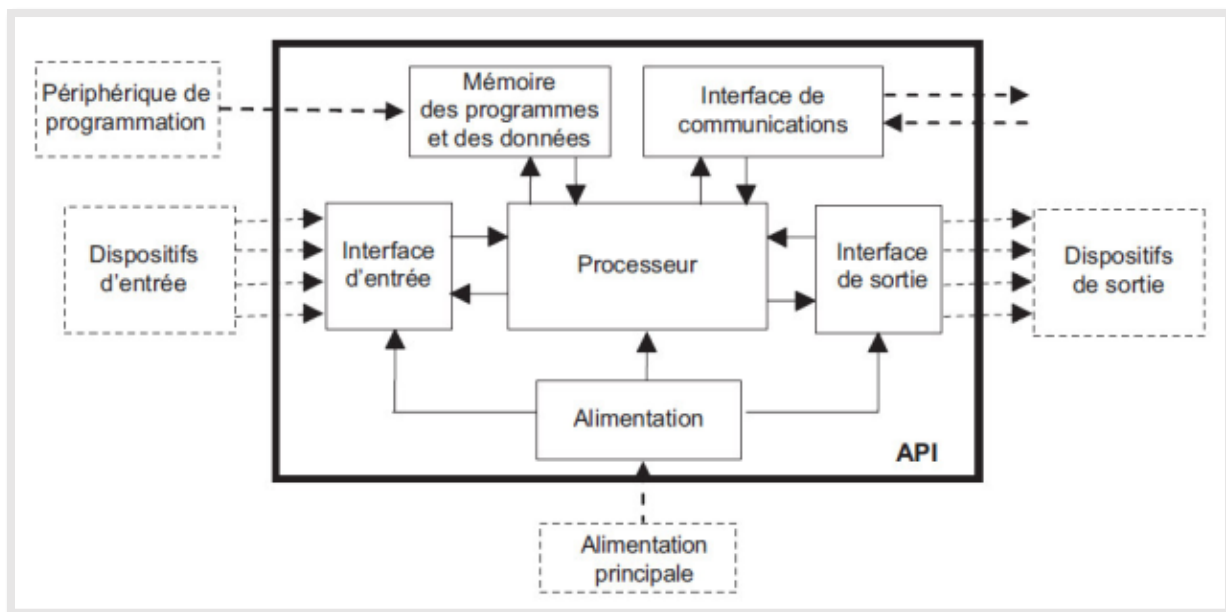 Périphérique de
programmation
Mémoire
des programmes
et des données
Interface de
communications
Dispositifs
d'entrée
Interface
d'entrée
Processeur
Interface
de sortie
Dispositifs
de sortie
Alimentation
API
Alimentation
principale